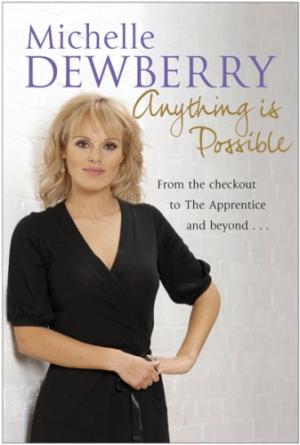 Michelle
DEWBERRY
Anything is
Possible
From the checkout
to The Apprentice
and beyond . . .